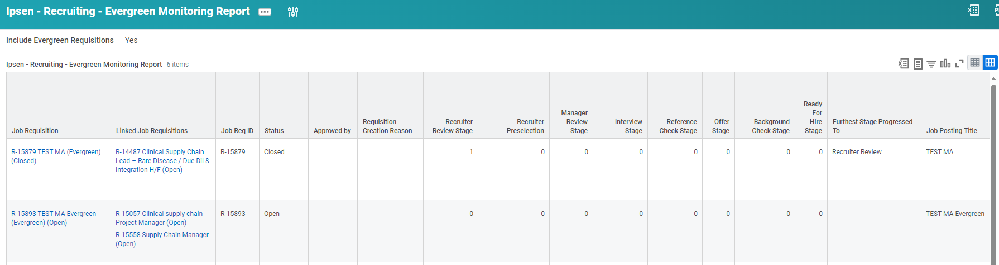 Ipsen - Recruiting - Evergreen Monitoring Report
Include Evergreen Requisitions Yes
Ipsen - Recruiting - Evergreen Monitoring Report 6 items
Job Requisition
Linked Job Requisitions
Job Req ID
Status
Approved by
Requisition
Creation Reason
Recruiter
Review Stage
Recruiter
Preselection
Manager
Review
Stage
Interview
Stage
Reference
Check Stage
Offer
Stage
Background
Check Stage
Ready
For
Hire
Stage
Furthest Stage Progressed
To
Job Posting Title
R-15879 TEST MA (Evergreen)
(Closed)
R-14487 Clinical Supply Chain
Lead – Rare Disease / Due Dil &
Integration H/F (Open)
R-15879
Closed
1
0
0
0
0
0
0
0
Recruiter Review
TEST MA
R-15893 TEST MA Evergreen
(Evergreen) (Open)
R-15057 Clinical supply chain
Project Manager (Open)
R-15558 Supply Chain Manager
(Open)
R-15893
Open
0
0
0
0
0
0
0
0
TEST MA Evergreen